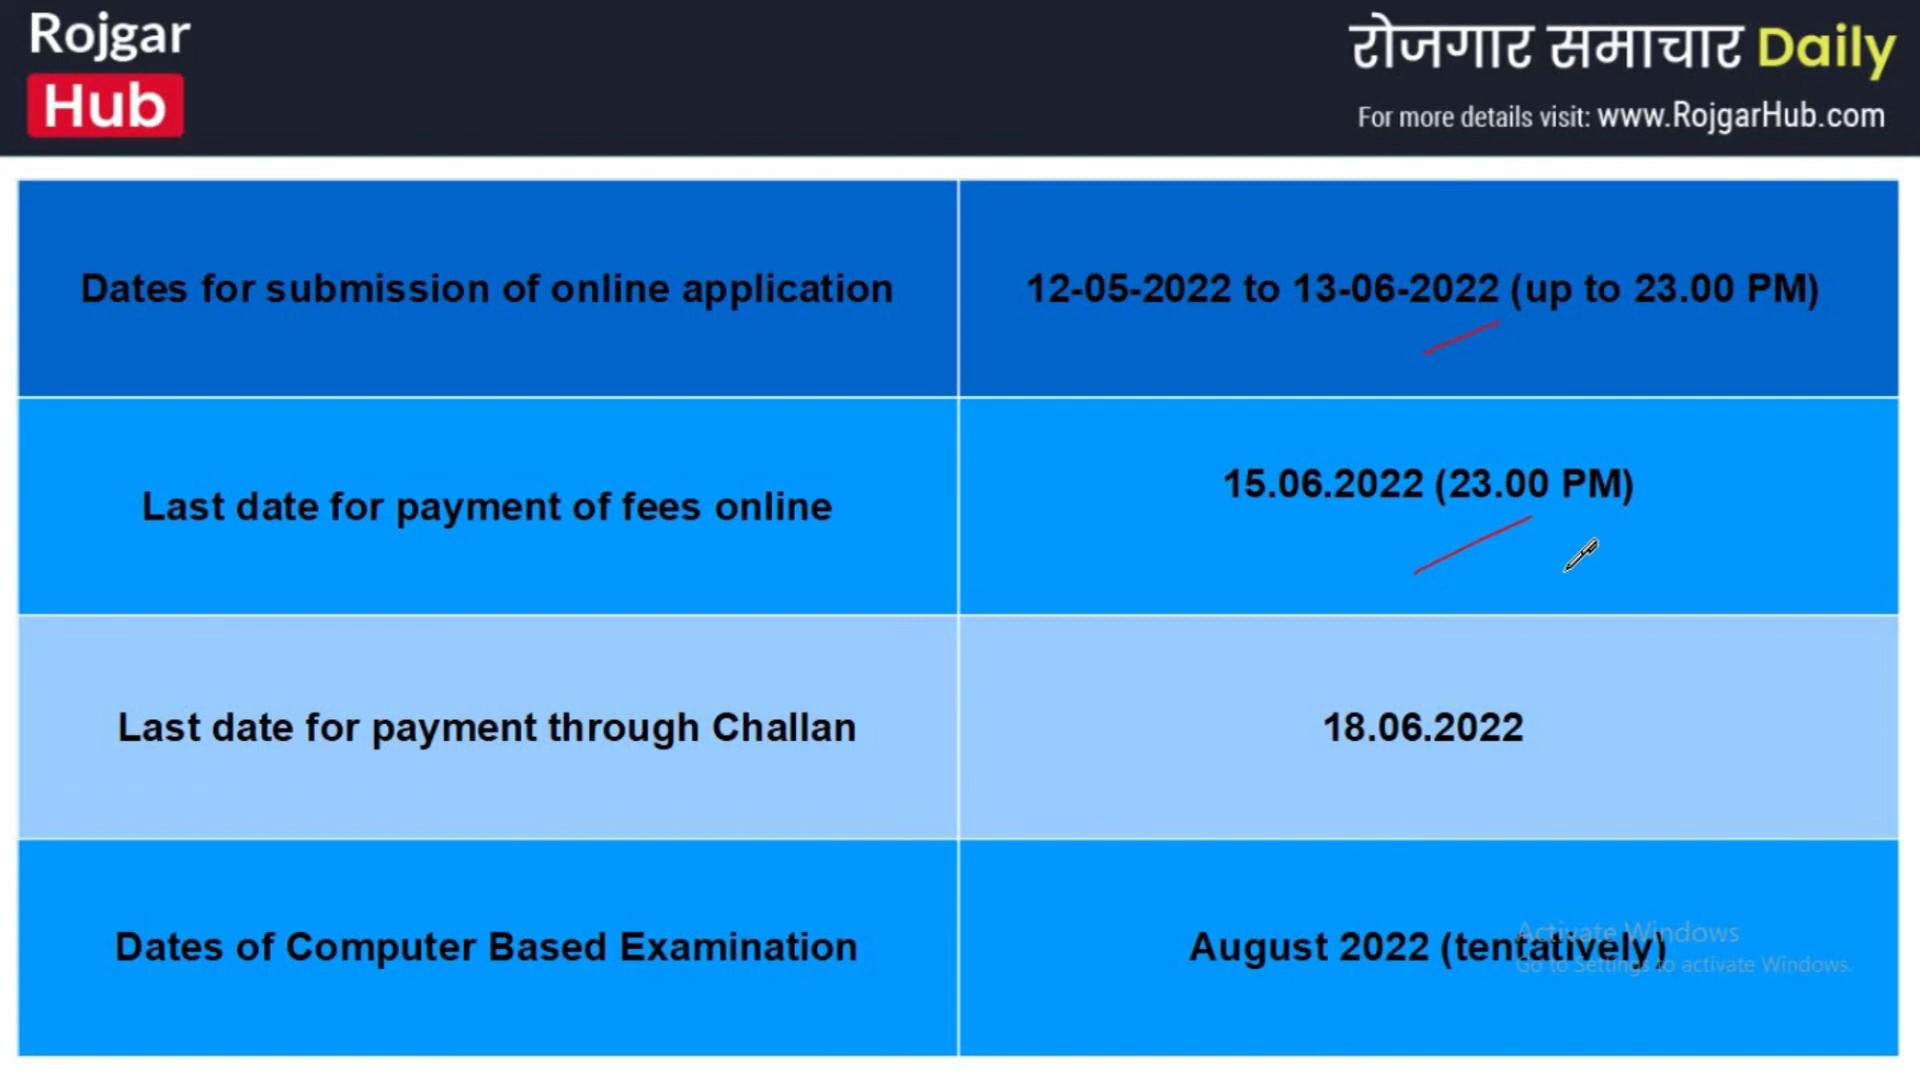 Rojgar
Hub
रोजगार समाचार Daily
For more details visit: www.RojgarHub.com
Dates for submission of online application
12-05-2022 to 13-06-2022 (up to 23.00 PM)
Last date for payment of fees online
15.06.2022 (23.00 PM)
Last date for payment through Challan
18.06.2022
Dates of Computer Based Examination
August 2022 (tentatively)
Activate Windows
Go to Settings to activate Windows.